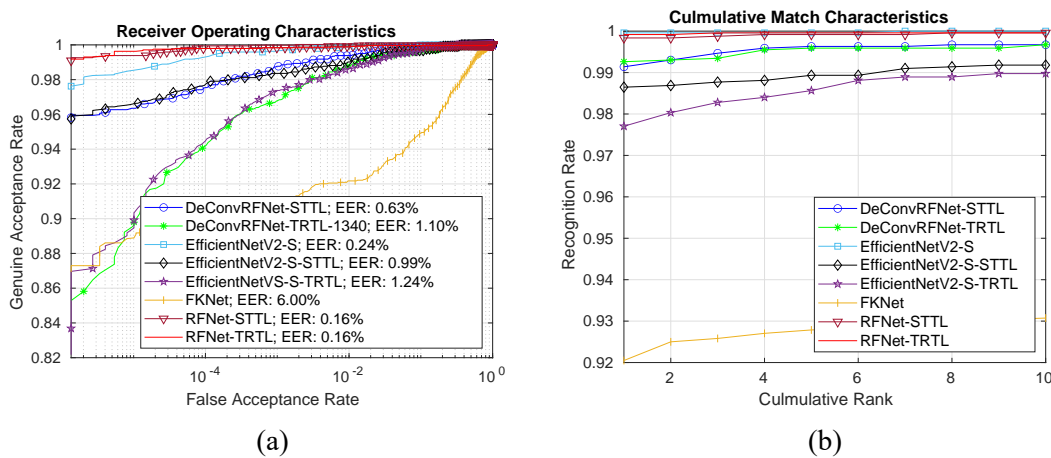 Receiver Operating Characteristics
1
0.98
0.96
0.94
0.92
0.9
0.88
0.86
0.84
0.82
Genuine Acceptance Rate
DeConvRFNet-STTL; EER: 0.63%
DeConvRFNet-TRTL-1340; EER: 1.10%
EfficientNetV2-S; EER: 0.24%
EfficientNetV2-S-STTL; EER: 0.99%
EfficientNetVS-S-TRTL; EER: 1.24%
FKNet; EER: 6.00%
RFNet-STTL; EER: 0.16%
RFNet-TRTL; EER: 0.16%
10⁻⁴ 10⁻² 10⁰
False Acceptance Rate
(a)
Culmulative Match Characteristics
1
0.99
0.98
0.97
0.96
0.95
0.94
0.93
0.92
Recognition Rate
DeConvRFNet-STTL
DeConvRFNet-TRTL
EfficientNetV2-S
EfficientNetV2-S-STTL
EfficientNetV2-S-TRTL
FKNet
RFNet-STTL
RFNet-TRTL
2 4 6 8 10
Culmulative Rank
(b)